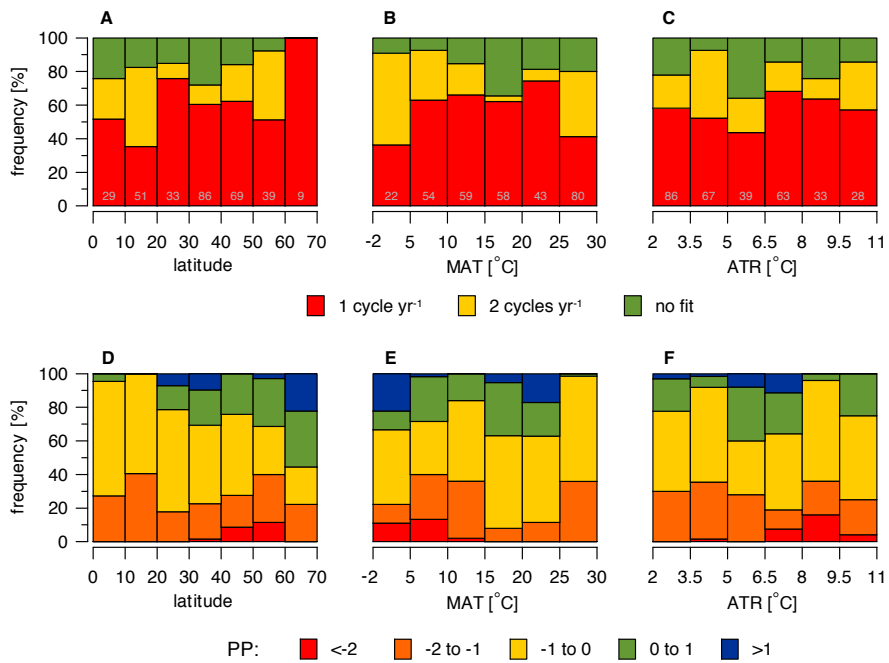 A B C
frequency [%]
100
80
60
40
20
0
29 51 33 86 69 39 9
22 54 59 58 43 80
86 67 39 63 33 28
0 10 20 30 40 50 60 70
-2 5 10 15 20 25 30
2 3.5 5 6.5 8 9.5 11
latitude MAT [°C] ATR [°C]
1 cycle yr⁻¹ 2 cycles yr⁻¹ no fit
D E F
frequency [%]
100
80
60
40
20
0
0 10 20 30 40 50 60 70
-2 5 10 15 20 25 30
2 3.5 5 6.5 8 9.5 11
latitude MAT [°C] ATR [°C]
PP: <-2 -2 to -1 -1 to 0 0 to 1 >1